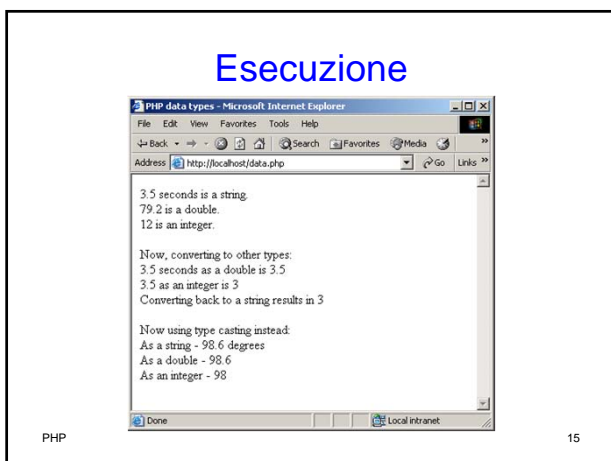 Esecuzione
PHP data types - Microsoft Internet Explorer
File Edit View Favorites Tools Help
Back Search Favorites Media »
Address http://localhost/data.php Go Links »
3.5 seconds is a string.
79.2 is a double.
12 is an integer.
Now, converting to other types:
3.5 seconds as a double is 3.5
3.5 as an integer is 3
Converting back to a string results in 3
Now using type casting instead:
As a string - 98.6 degrees
As a double - 98.6
As an integer - 98
Done Local intranet
PHP 15